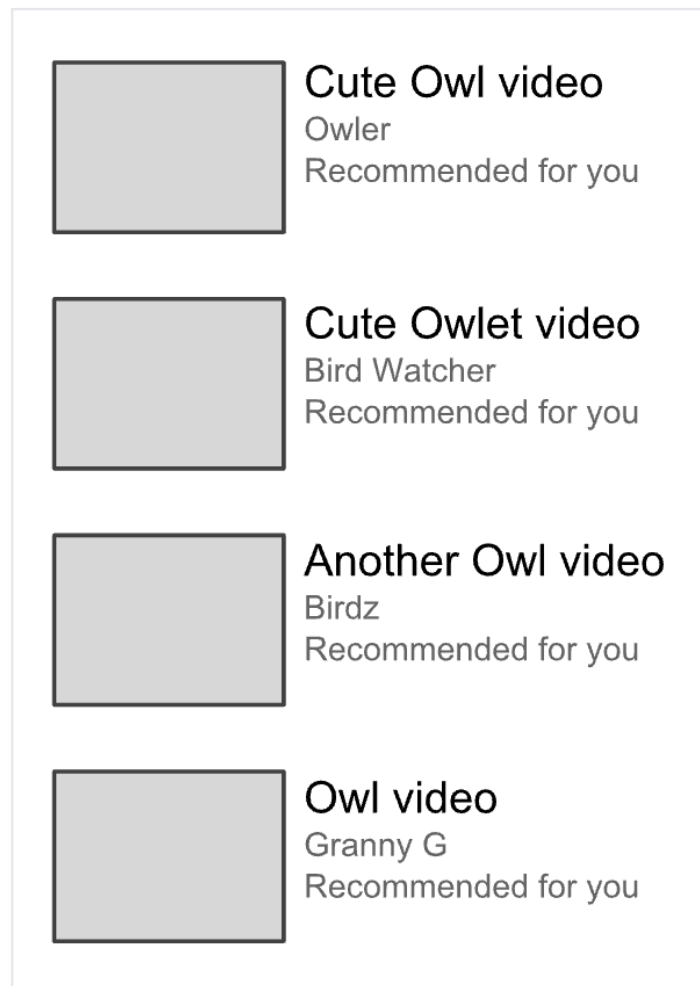 Cute Owl video
Owler
Recommended for you
Cute Owlet video
Bird Watcher
Recommended for you
Another Owl video
Birdz
Recommended for you
Owl video
Granny G
Recommended for you